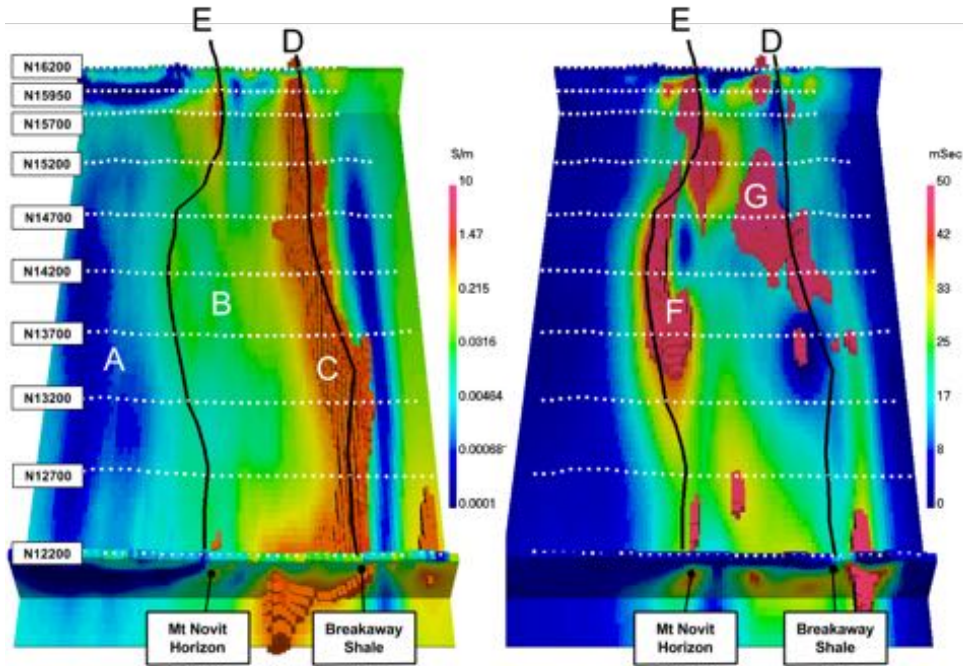 E
D
N16200
N15950
N15700
N15200
N14700
N14200
N13700
N13200
N12700
N12200
A
B
C
S/m
10
1.47
0.215
0.0316
0.00464
0.00068
0.0001
Mt Novit
Horizon
Breakaway
Shale
E
D
G
F
mSec
50
42
33
25
17
8
0
Mt Novit
Horizon
Breakaway
Shale